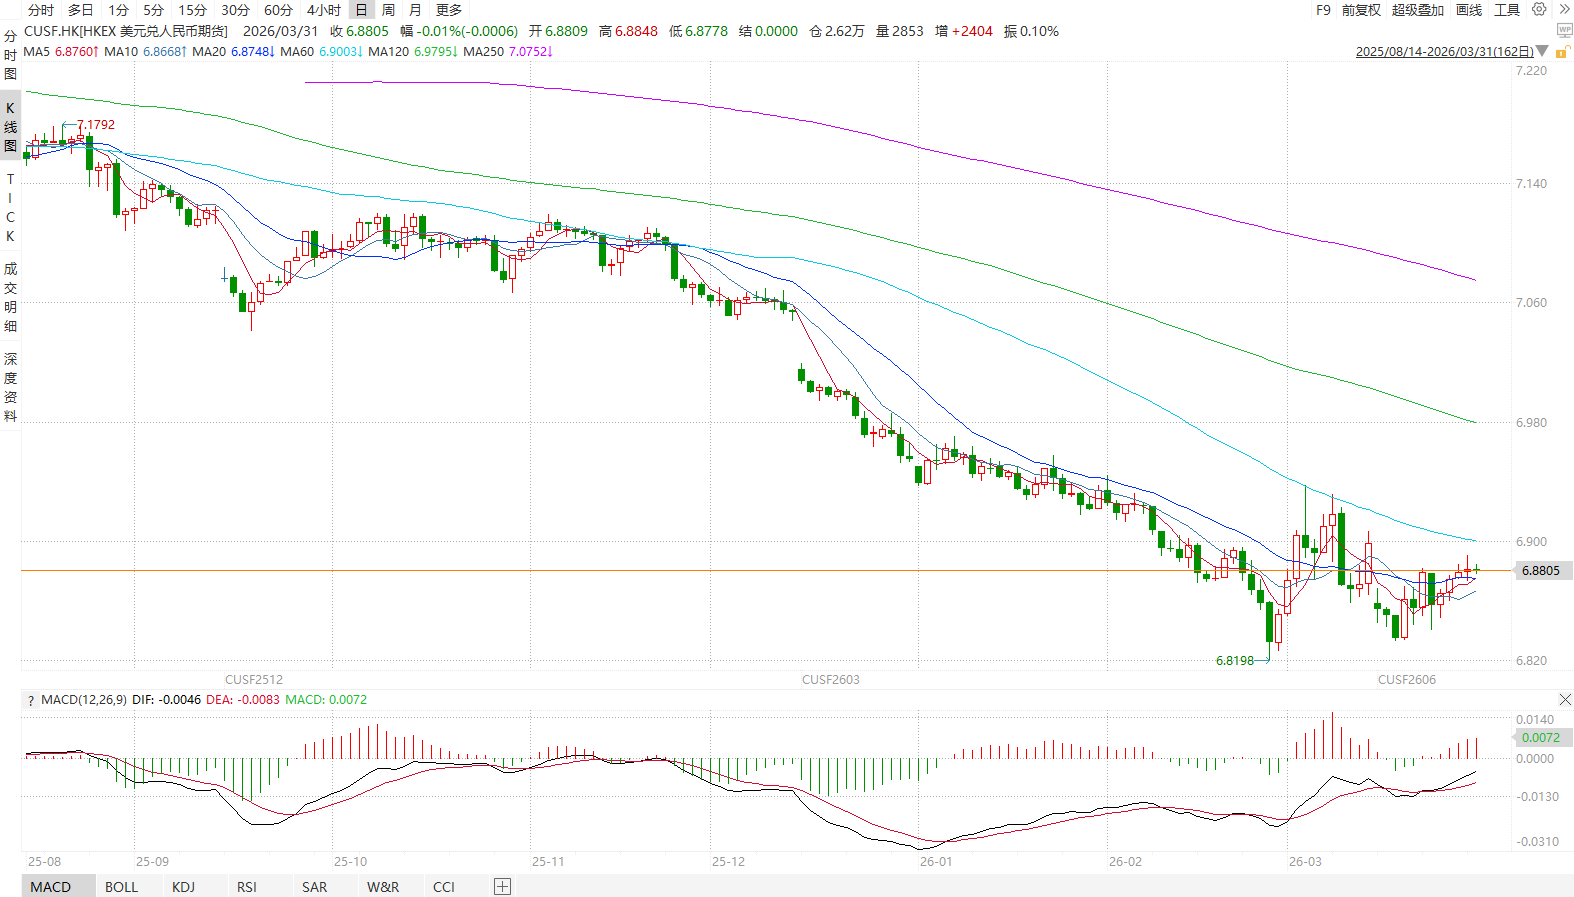 分时 多日 1分 5分 15分 30分 60分 4小时 日 周 月 更多 F9 前复权 超级叠加 画线 工具
CUSF.HK[HKEX 美元兑人民币期货] 2026/03/31 收 6.8805 幅 -0.01%(-0.0006) 开 6.8809 高 6.8848 低 6.8778 结 0.0000 仓 2.62万 量 2853 增 +2404 振 0.10% WP
MA5 6.8760↑ MA10 6.8668↑ MA20 6.8748↓ MA60 6.9003↓ MA120 6.9795↓ MA250 7.0752↓ 2025/08/14-2026/03/31(162日)
分时图
K线图
TICK
成交明细
深度资料
7.220
7.1792
7.140
7.060
6.980
6.900
6.8805
6.8198
6.820
CUSF2512 CUSF2603 CUSF2606
? MACD(12,26,9) DIF: -0.0046 DEA: -0.0083 MACD: 0.0072
0.0140
0.0072
0.0000
-0.0130
-0.0310
25-08 25-09 25-10 25-11 25-12 26-01 26-02 26-03
MACD BOLL KDJ RSI SAR W&R CCI